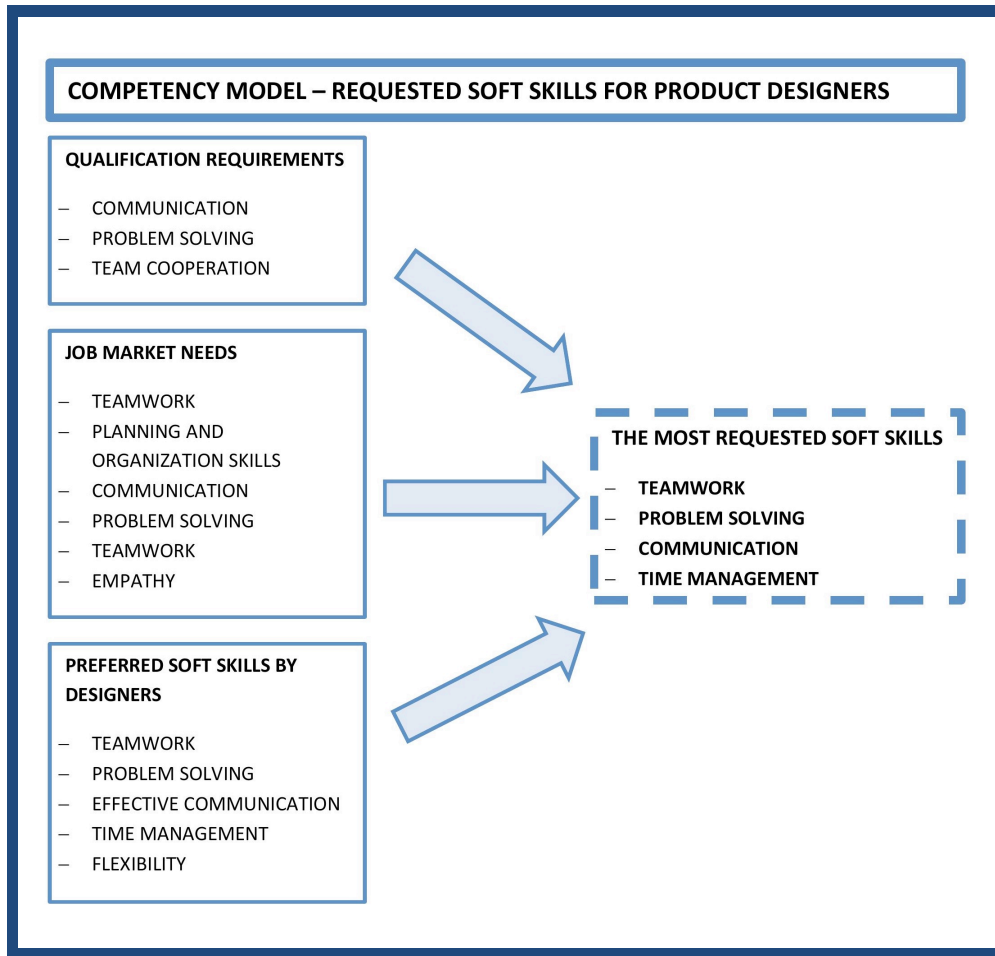 COMPETENCY MODEL – REQUESTED SOFT SKILLS FOR PRODUCT DESIGNERS
QUALIFICATION REQUIREMENTS
– COMMUNICATION
– PROBLEM SOLVING
– TEAM COOPERATION
JOB MARKET NEEDS
– TEAMWORK
– PLANNING AND
ORGANIZATION SKILLS
– COMMUNICATION
– PROBLEM SOLVING
– TEAMWORK
– EMPATHY
PREFERRED SOFT SKILLS BY
DESIGNERS
– TEAMWORK
– PROBLEM SOLVING
– EFFECTIVE COMMUNICATION
– TIME MANAGEMENT
– FLEXIBILITY
THE MOST REQUESTED SOFT SKILLS
– TEAMWORK
– PROBLEM SOLVING
– COMMUNICATION
– TIME MANAGEMENT